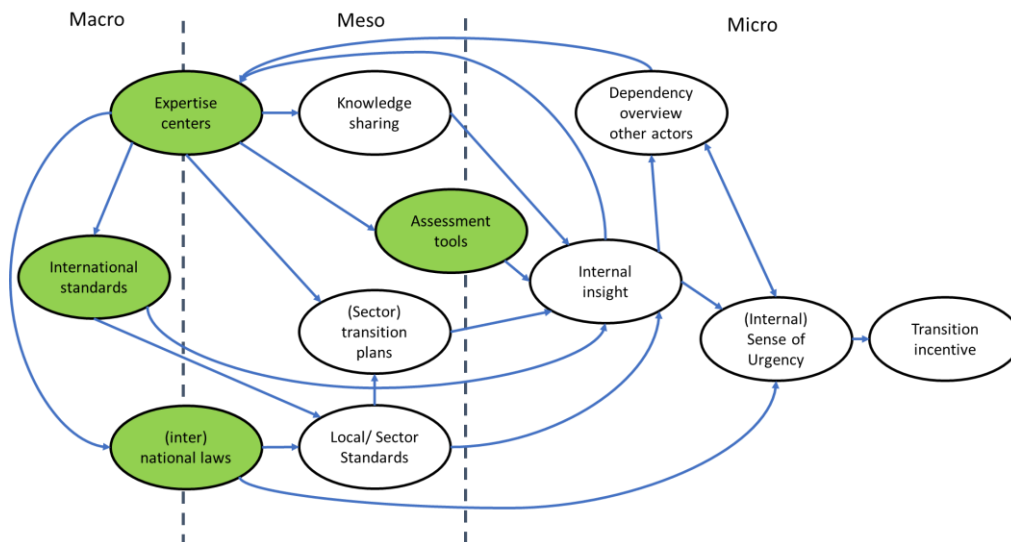 Macro
Meso
Micro
Expertise
centers
Knowledge
sharing
Dependency
overview
other actors
Assessment
tools
International
standards
Internal
insight
(Sector)
transition
plans
(Internal)
Sense of
Urgency
Transition
incentive
(inter)
national laws
Local/ Sector
Standards